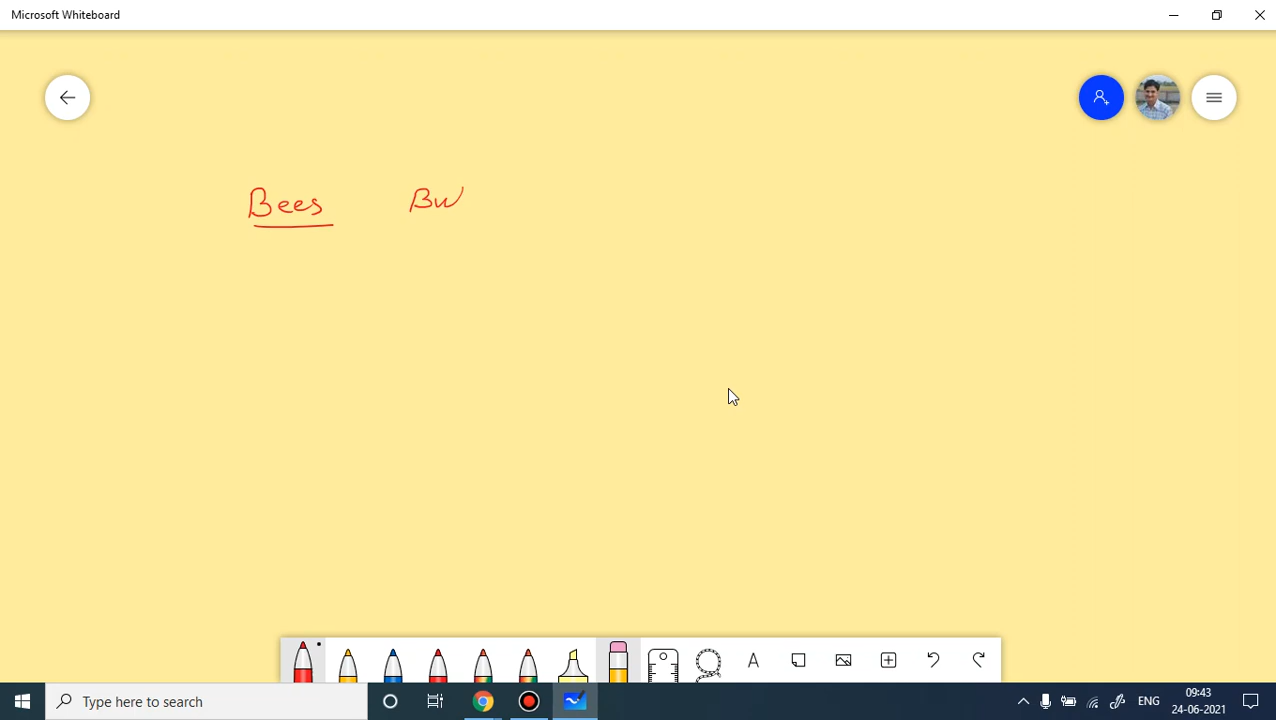 Microsoft Whiteboard
Bees Bw
A
Type here to search
ENG
09:43
24-06-2021